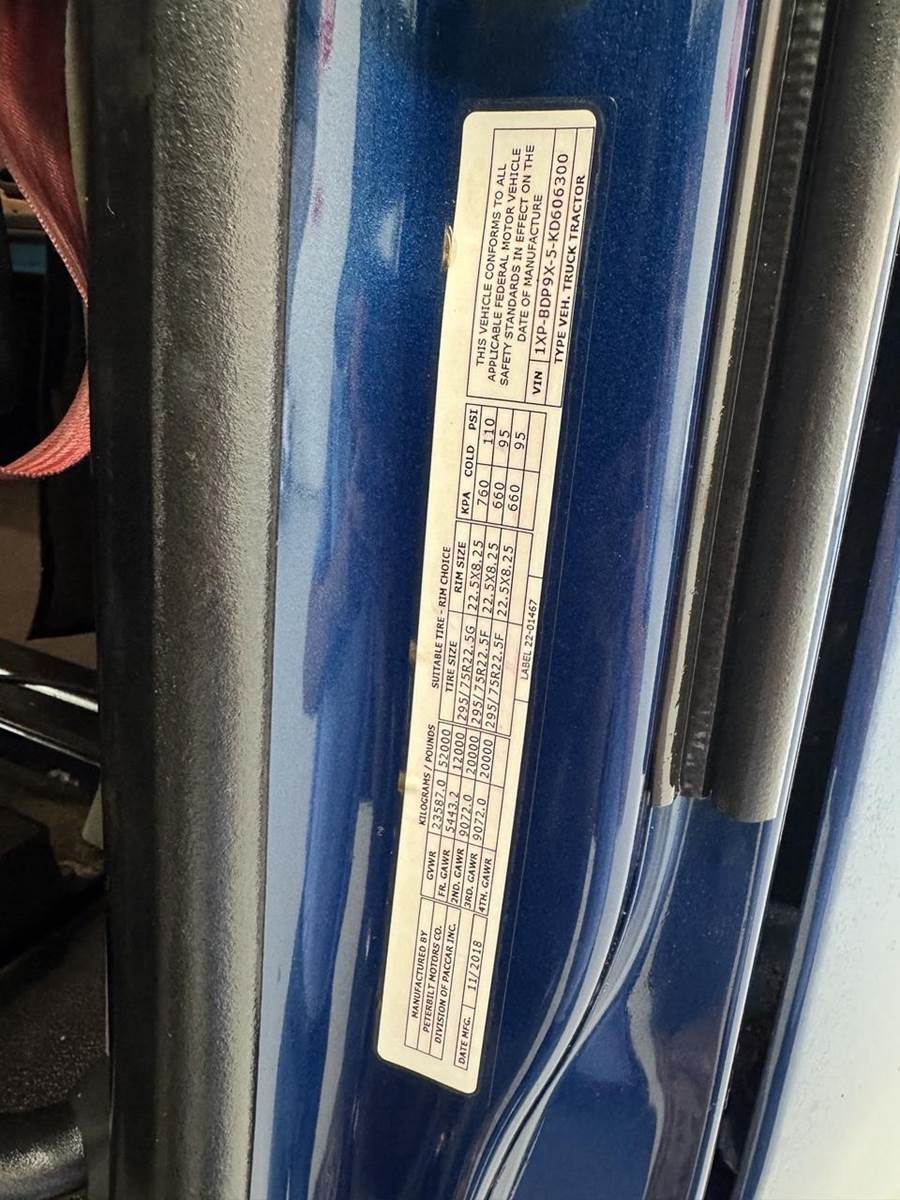 MANUFACTURED BY
PETERBILT MOTORS CO.
DIVISION OF PACCAR INC.
DATE MFG. 11/2018
KILOGRAMS / POUNDS
GVWR 23587.0 52000
FR. GAWR 5443.2 12000
2ND. GAWR 9072.0 20000
3RD. GAWR 9072.0 20000
4TH. GAWR
SUITABLE TIRE - RIM CHOICE
TIRE SIZE RIM SIZE
295/75R22.5G 22.5X8.25
295/75R22.5F 22.5X8.25
295/75R22.5F 22.5X8.25
KPA COLD PSI
760 110
660 95
660 95
LABEL 22-01467
THIS VEHICLE CONFORMS TO ALL
APPLICABLE FEDERAL MOTOR VEHICLE
SAFETY STANDARDS IN EFFECT ON THE
DATE OF MANUFACTURE
VIN 1XP-BDP9X-5-KD606300
TYPE VEH. TRUCK TRACTOR